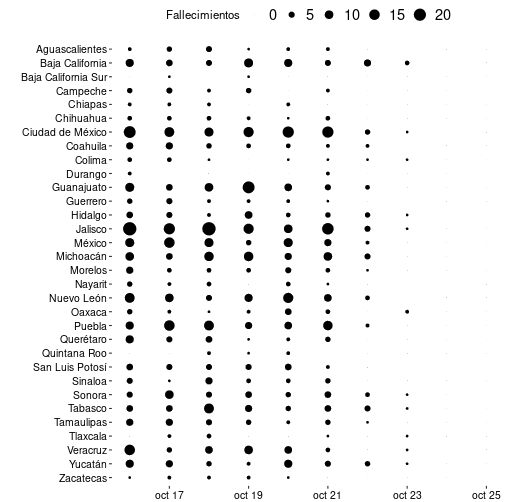 Fallecimientos 0 5 10 15 20
Aguascalientes
Baja California
Baja California Sur
Campeche
Chiapas
Chihuahua
Ciudad de México
Coahuila
Colima
Durango
Guanajuato
Guerrero
Hidalgo
Jalisco
México
Michoacán
Morelos
Nayarit
Nuevo León
Oaxaca
Puebla
Querétaro
Quintana Roo
San Luis Potosí
Sinaloa
Sonora
Tabasco
Tamaulipas
Tlaxcala
Veracruz
Yucatán
Zacatecas
oct 17 oct 19 oct 21 oct 23 oct 25